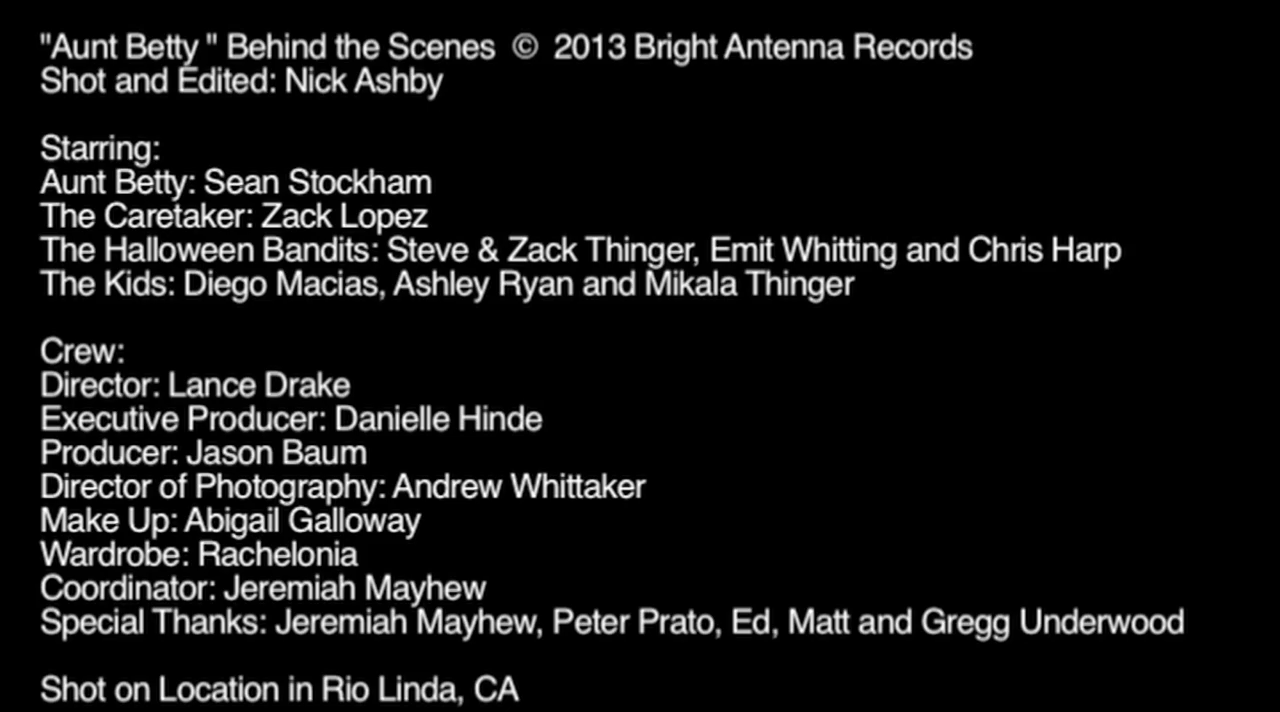 "Aunt Betty " Behind the Scenes © 2013 Bright Antenna Records
Shot and Edited: Nick Ashby
Starring:
Aunt Betty: Sean Stockham
The Caretaker: Zack Lopez
The Halloween Bandits: Steve & Zack Thinger, Emit Whitting and Chris Harp
The Kids: Diego Macias, Ashley Ryan and Mikala Thinger
Crew:
Director: Lance Drake
Executive Producer: Danielle Hinde
Producer: Jason Baum
Director of Photography: Andrew Whittaker
Make Up: Abigail Galloway
Wardrobe: Rachelonia
Coordinator: Jeremiah Mayhew
Special Thanks: Jeremiah Mayhew, Peter Prato, Ed, Matt and Gregg Underwood
Shot on Location in Rio Linda, CA